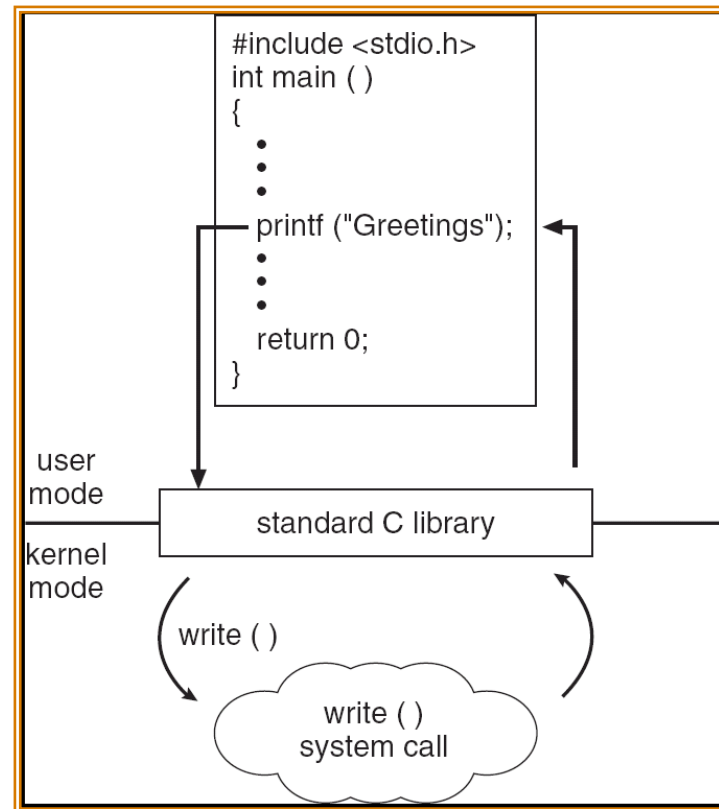 #include <stdio.h>
int main ( )
{
•
•
•
printf ("Greetings");
•
•
•
return 0;
}
user
mode
standard C library
kernel
mode
write ( )
write ( )
system call